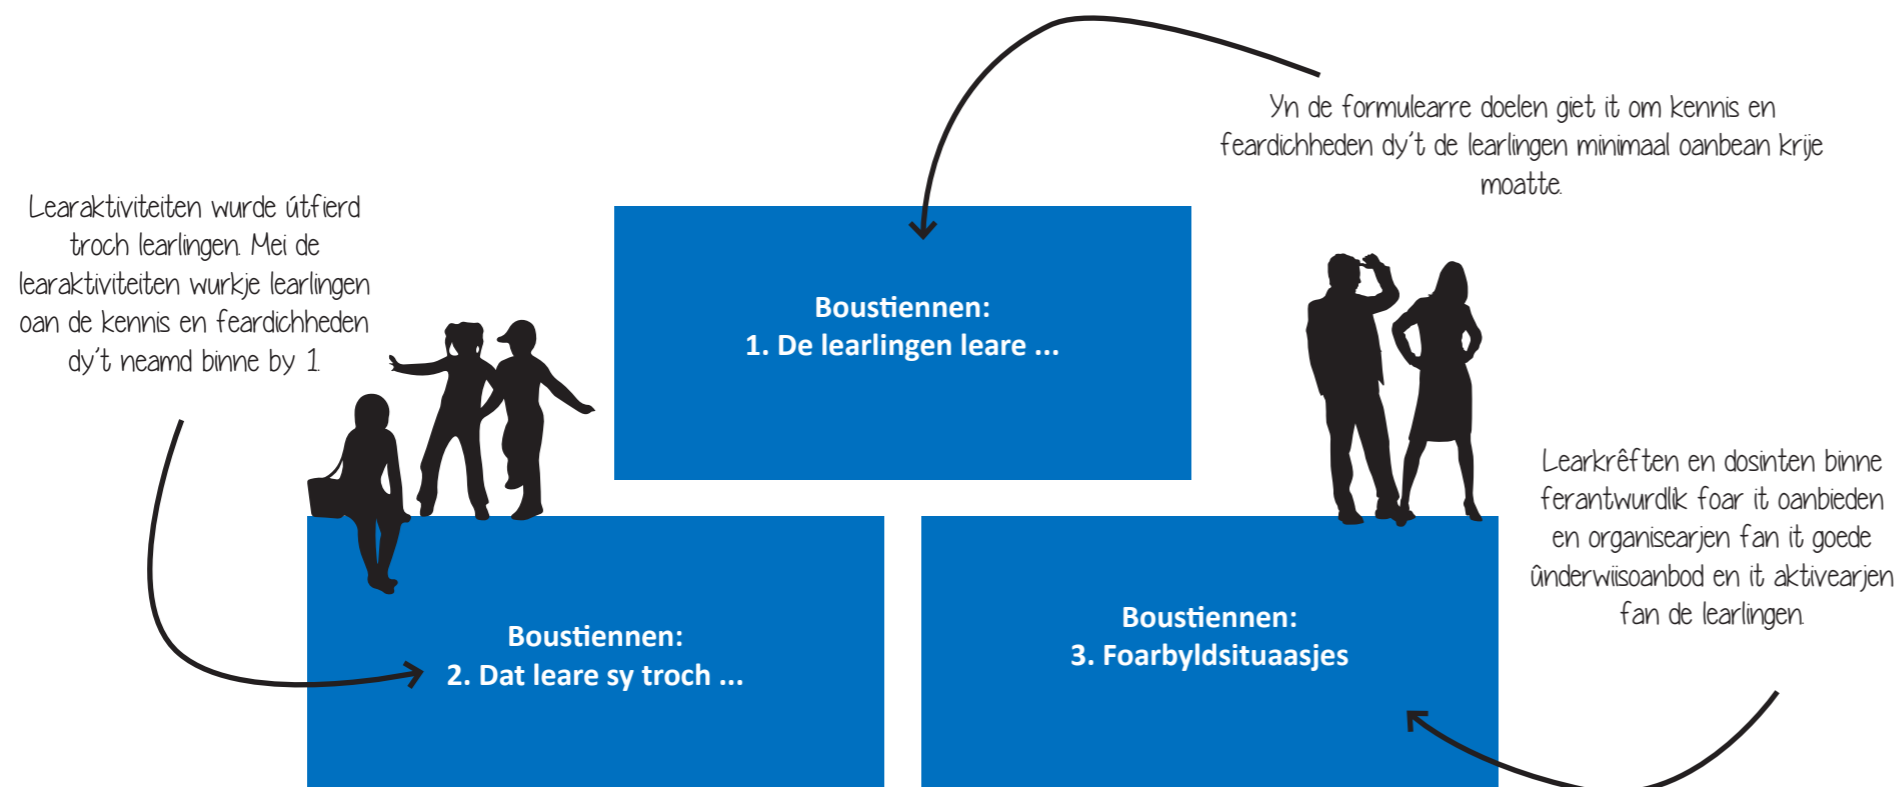 Yn de formulearre doelen giet it om kennis en
feardichheden dy't de learlingen minimaal oanbean krije
moatte.
Learaktiviteiten wurde útfierd
troch learlingen. Mei de
learaktiviteiten wurkje learlingen
oan de kennis en feardichheden
dy't neamd binne by 1.
Boustiennen:
1. De learlingen leare ...
Learkrêften en dosinten binne
ferantwurdlik foar it oanbieden
en organisearjen fan it goede
ûnderwiisoanbod en it aktivearjen
fan de learlingen.
Boustiennen:
2. Dat leare sy troch ...
Boustiennen:
3. Foarbyldsituaasjes